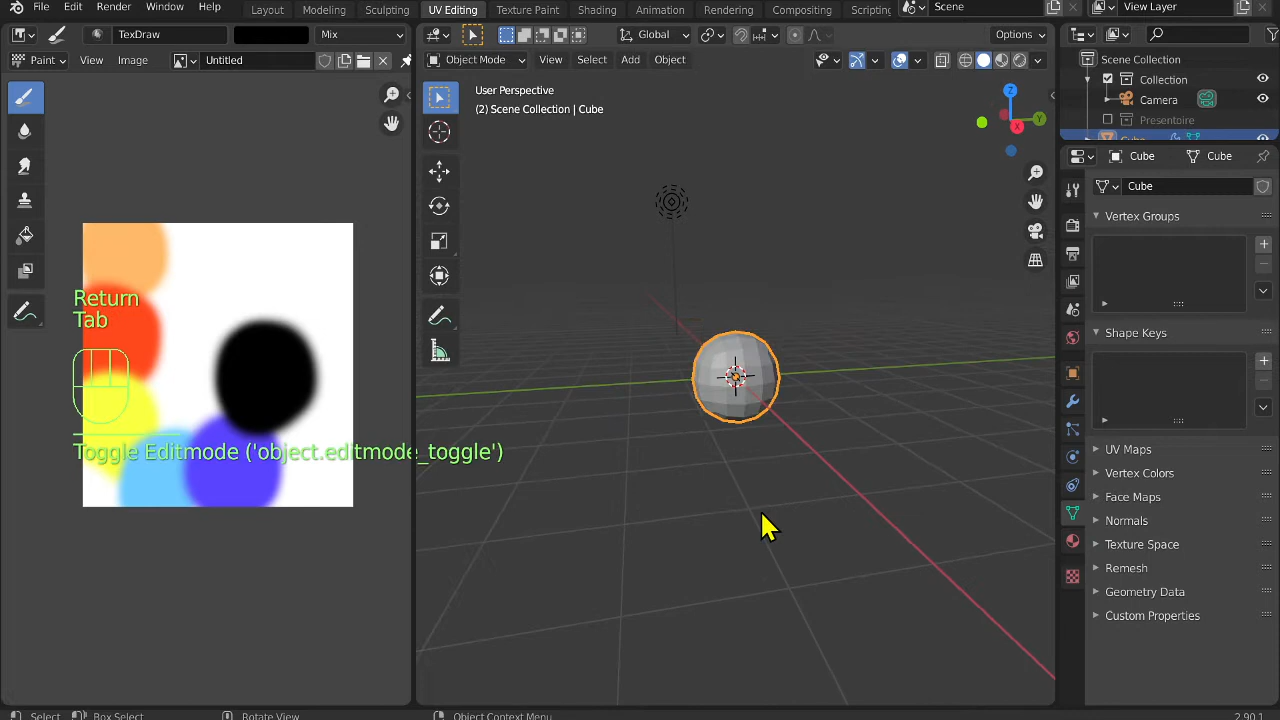 File Edit Render Window Help Layout Modeling Sculpting UV Editing Texture Paint Shading Animation Rendering Compositing Scripting Scene View Layer
TexDraw Mix Global Options
Paint View Image Untitled Object Mode View Select Add Object
User Perspective
(2) Scene Collection | Cube
Scene Collection
Collection
Camera
Presentoire
Cube
Cube Cube
Cube
Vertex Groups
Shape Keys
UV Maps
Vertex Colors
Face Maps
Normals
Texture Space
Remesh
Geometry Data
Custom Properties
Z
Y
X
Return
Tab
Toggle Editmode ('object.editmode_toggle')
Select Box Select Rotate View Object Context Menu 2.90.1